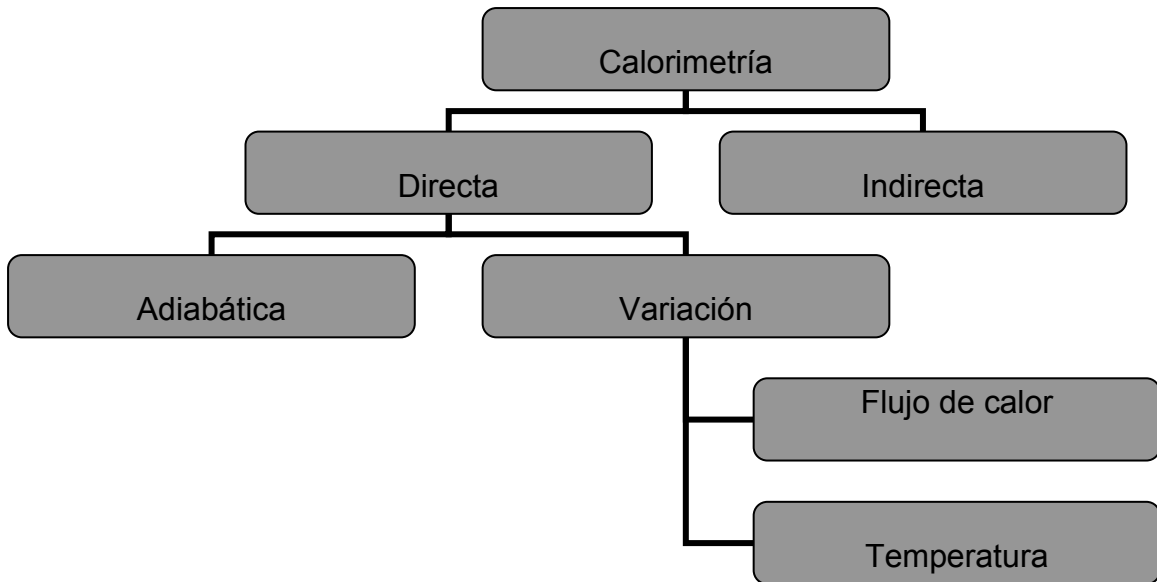 Calorimetría
Directa
Indirecta
Adiabática
Variación
Flujo de calor
Temperatura